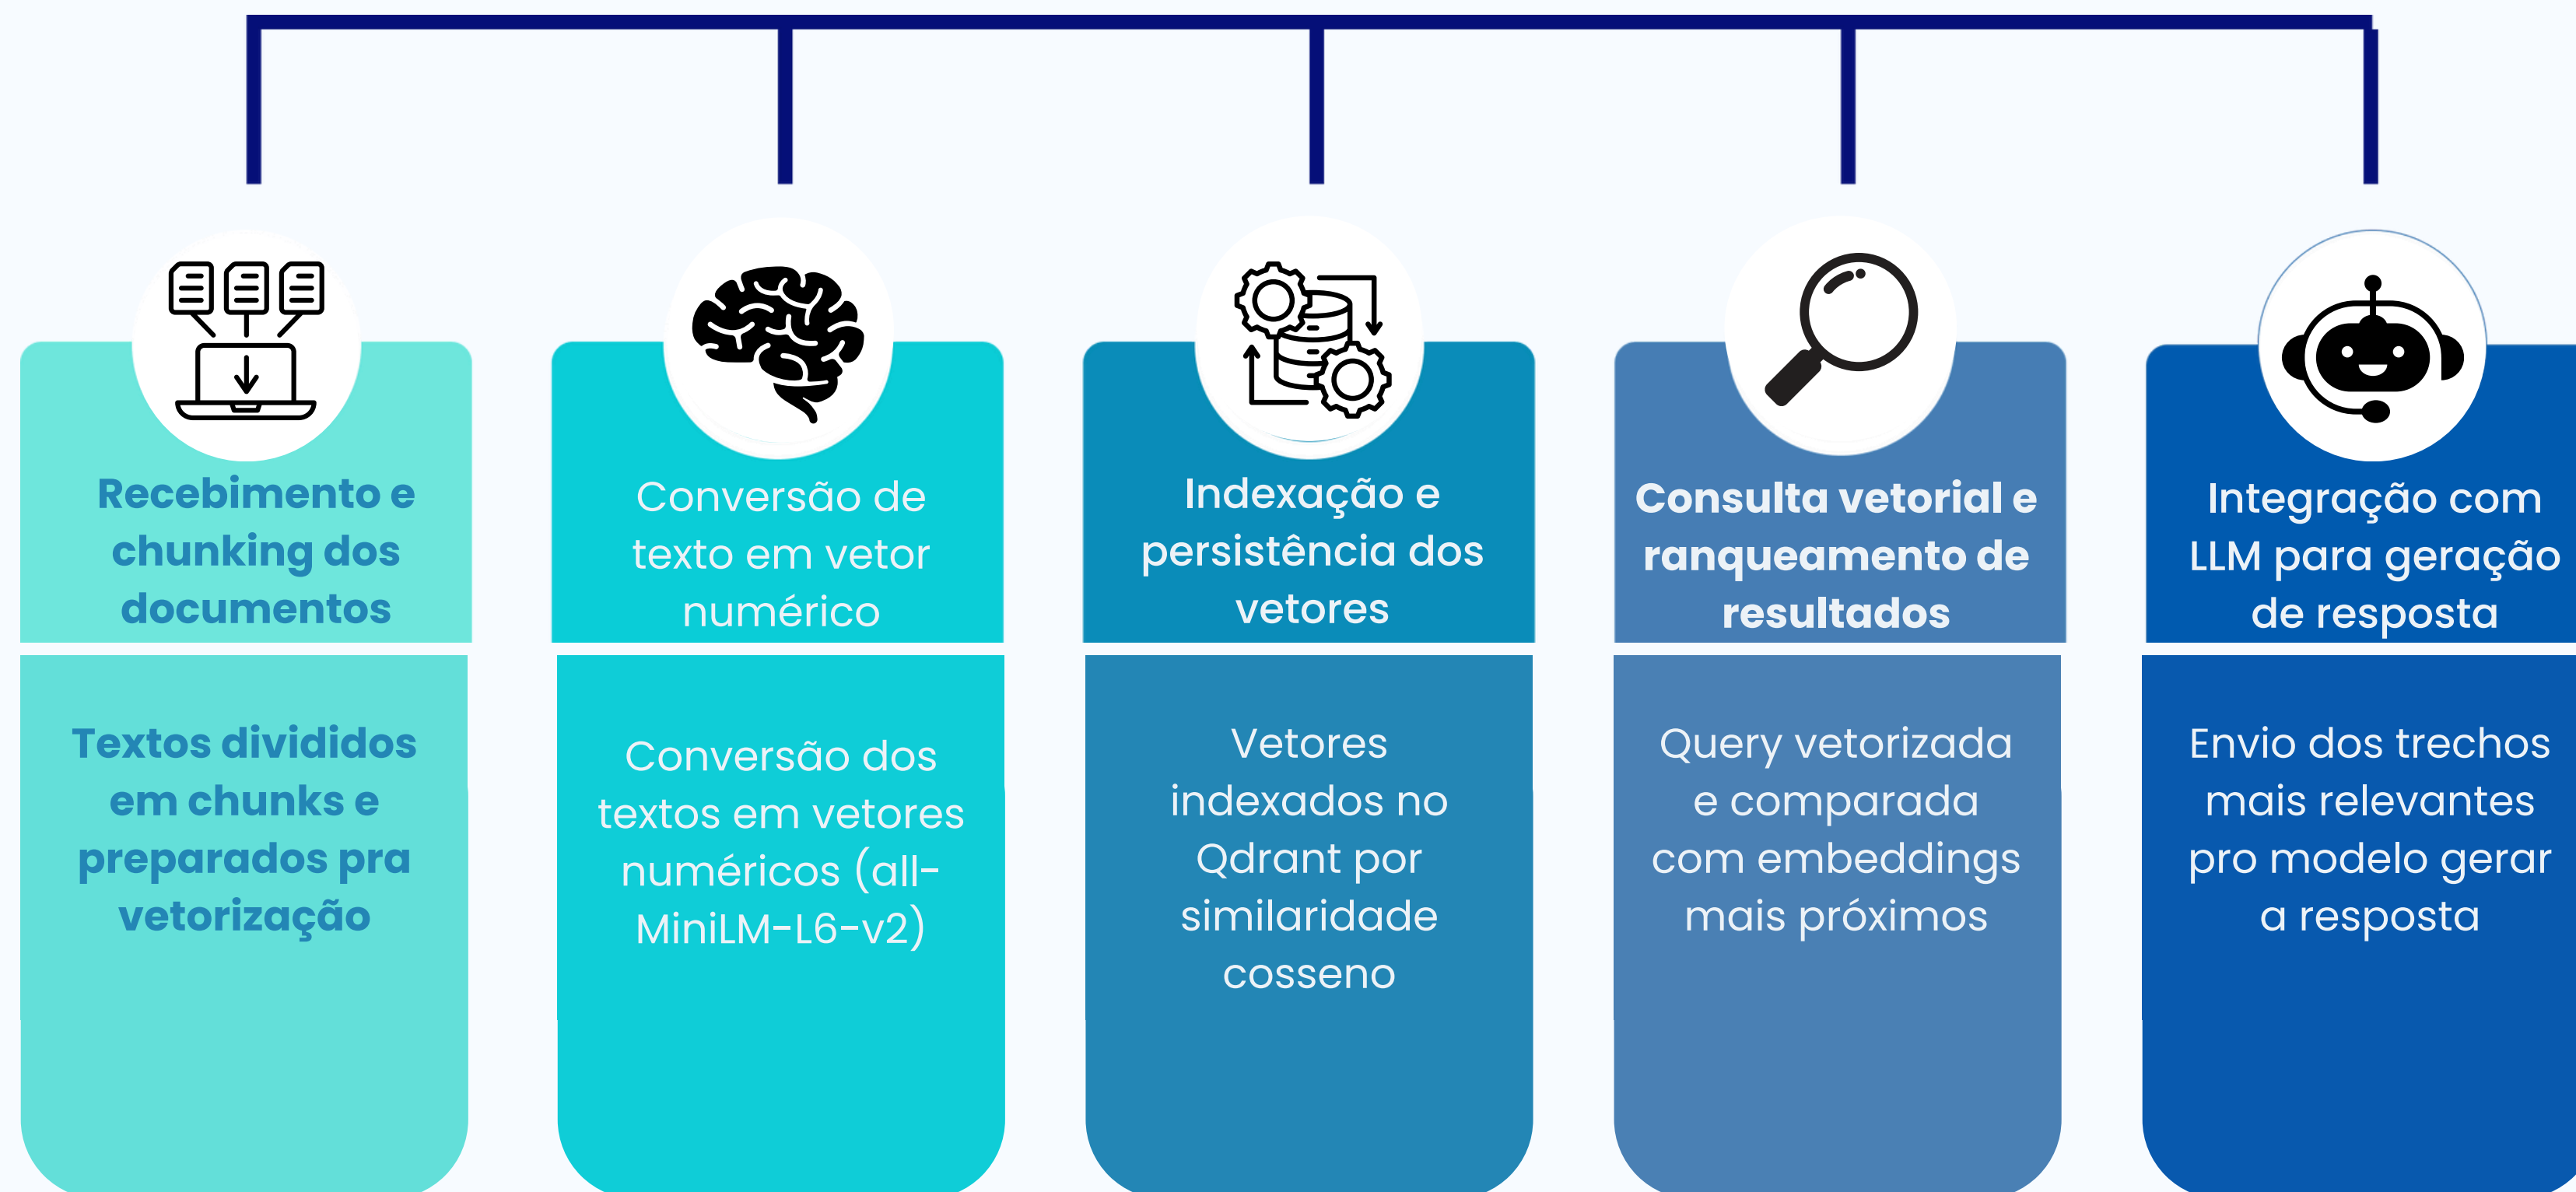 Recebimento e
chunking dos
documentos
Textos divididos
em chunks e
preparados pra
vetorização
Conversão de
texto em vetor
numérico
Conversão dos
textos em vetores
numéricos (all-
MiniLM-L6-v2)
Indexação e
persistência dos
vetores
Vetores
indexados no
Qdrant por
similaridade
cosseno
Consulta vetorial e
ranqueamento de
resultados
Query vetorizada
e comparada
com embeddings
mais próximos
Integração com
LLM para geração
de resposta
Envio dos trechos
mais relevantes
pro modelo gerar
a resposta